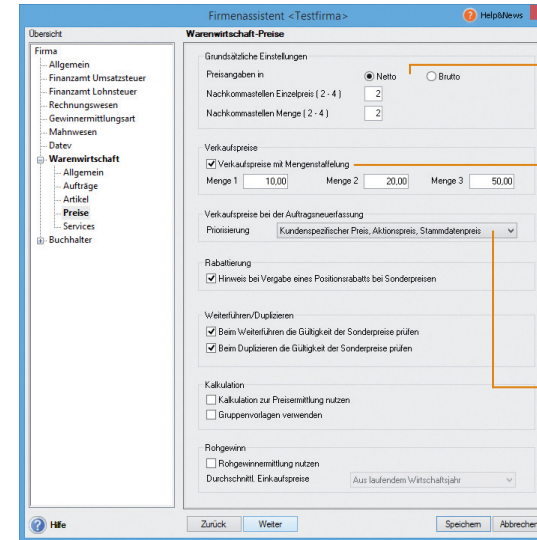 Firmenassistent <Testfirma>
Help&News
Übersicht
Firma
Allgemein
Finanzamt Umsatzsteuer
Finanzamt Lohnsteuer
Rechnungswesen
Gewinnermittlungsart
Mahnwesen
Datev
Warenwirtschaft
Allgemein
Aufträge
Artikel
Preise
Services
Buchhalter
Warenwirtschaft-Preise
Grundsätzliche Einstellungen
Preisangaben in Netto Brutto
Nachkommastellen Einzelpreis ( 2 - 4 ) 2
Nachkommastellen Menge ( 2 - 4 ) 2
Verkaufspreise
Verkaufspreise mit Mengenstaffelung
Menge 1 10,00 Menge 2 20,00 Menge 3 50,00
Verkaufspreise bei der Auftragsneuerfassung
Priorisierung Kundenspezifischer Preis, Aktionspreis, Stammdatenpreis
Rabattierung
Hinweis bei Vergabe eines Positionsrabatts bei Sonderpreisen
Weiterführen/Duplizieren
Beim Weiterführen die Gültigkeit der Sonderpreise prüfen
Beim Duplizieren die Gültigkeit der Sonderpreise prüfen
Kalkulation
Kalkulation zur Preisermittlung nutzen
Gruppenvorlagen verwenden
Rohgewinn
Rohgewinnermittlung nutzen
Durchschnittl. Einkaufspreise Aus laufendem Wirtschaftsjahr
Hilfe Zurück Weiter Speichern Abbrechen